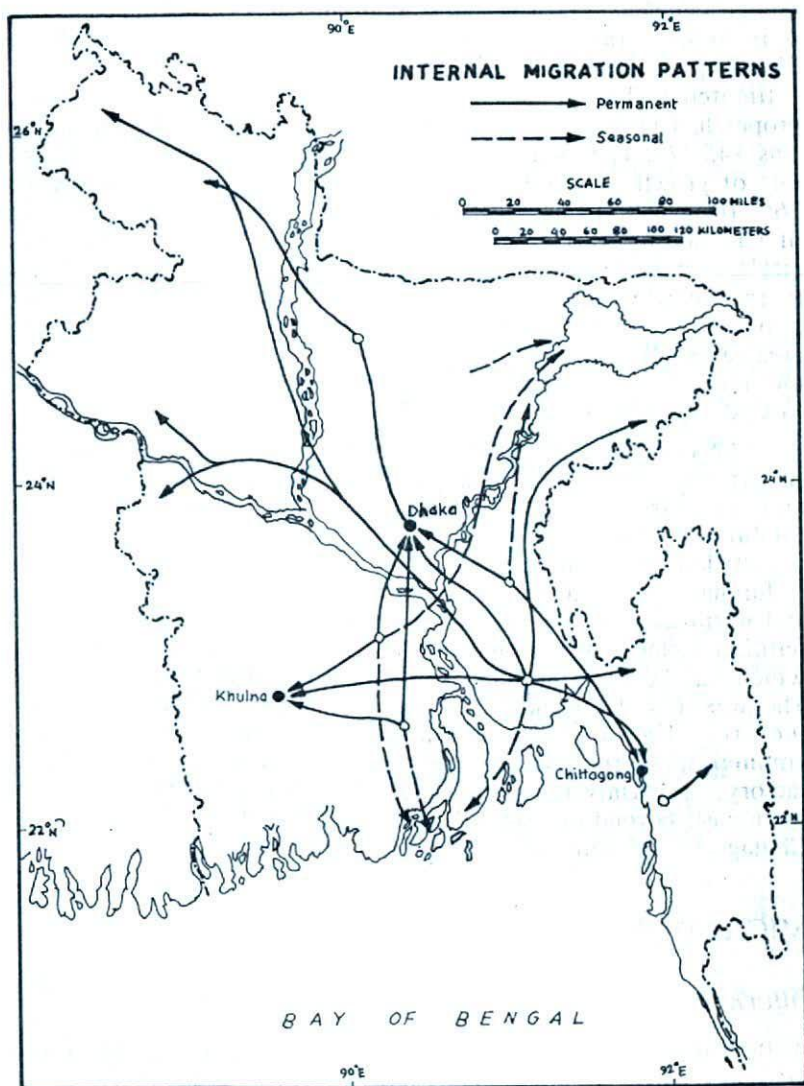 90°E 92°E
INTERNAL MIGRATION PATTERNS
Permanent
26°N
Seasonal
SCALE
0 20 40 60 80 100 MILES
0 20 40 60 80 100 120 KILOMETERS
24°N 24°N
Dhaka
Khulna
Chittagong
22°N 22°N
BAY OF BENGAL
90°E 92°E